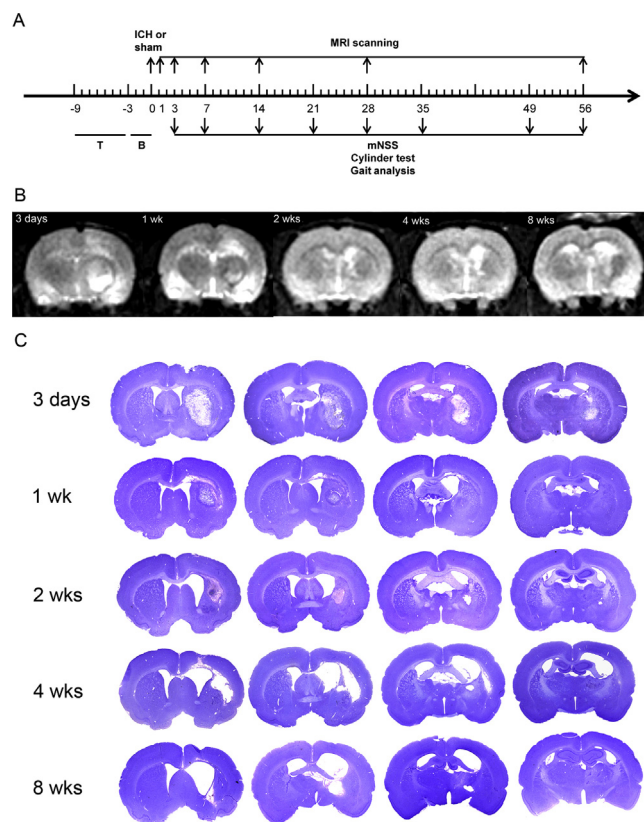 A
ICH or
sham
MRI scanning
-9 -3 0 1 3 7 14 21 28 35 49 56
T B
mNSS
Cylinder test
Gait analysis
B
3 days 1 wk 2 wks 4 wks 8 wks
C
3 days
1 wk
2 wks
4 wks
8 wks